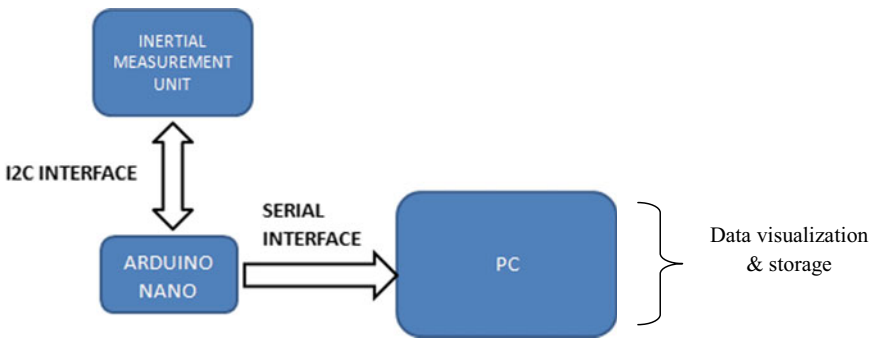 INERTIAL
MEASUREMENT
UNIT
I2C INTERFACE
SERIAL
INTERFACE
ARDUINO
NANO
PC
Data visualization
& storage